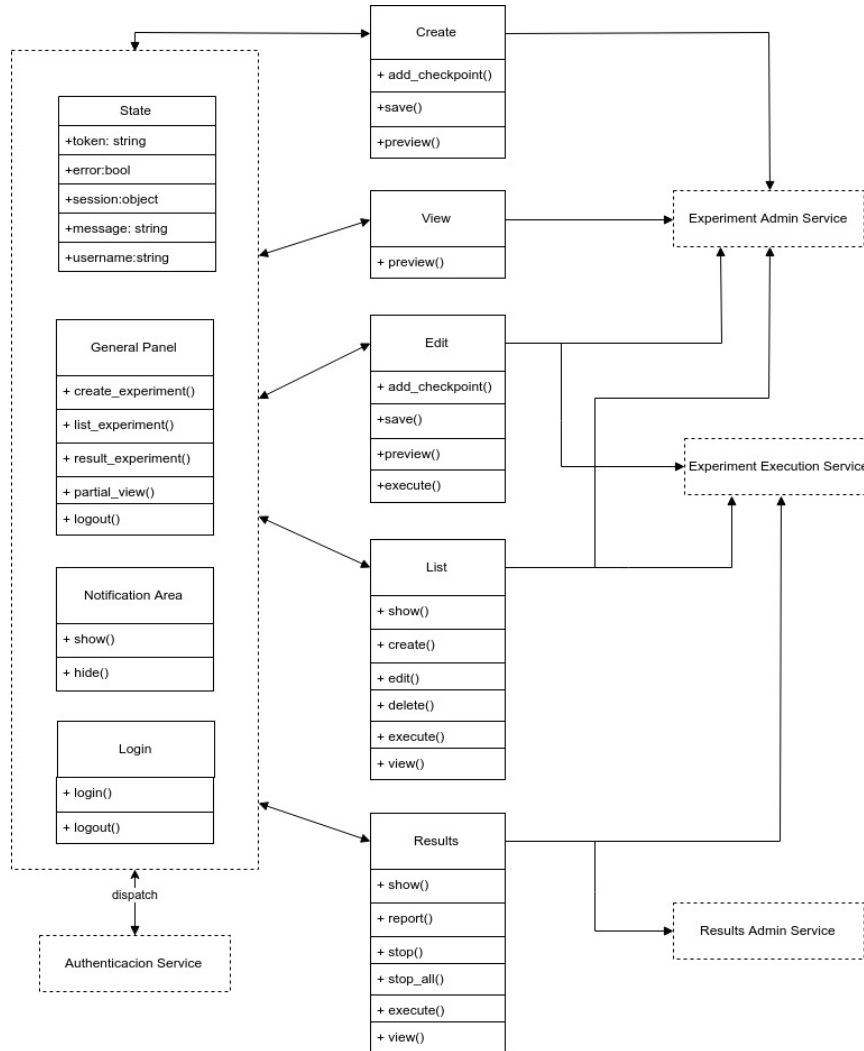 Create
+ add_checkpoint()
+save()
+preview()
State
+token: string
+error:bool
+session:object
+message: string
+username:string
View
+ preview()
Experiment Admin Service
General Panel
+ create_experiment()
+ list_experiment()
+ result_experiment()
+ partial_view()
+ logout()
Edit
+ add_checkpoint()
+save()
+preview()
+execute()
Experiment Execution Service
Notification Area
+ show()
+ hide()
List
+ show()
+ create()
+ edit()
+ delete()
+ execute()
+ view()
Login
+ login()
+ logout()
dispatch
Authenticacion Service
Results
+ show()
+ report()
+ stop()
+ stop_all()
+ execute()
+ view()
Results Admin Service